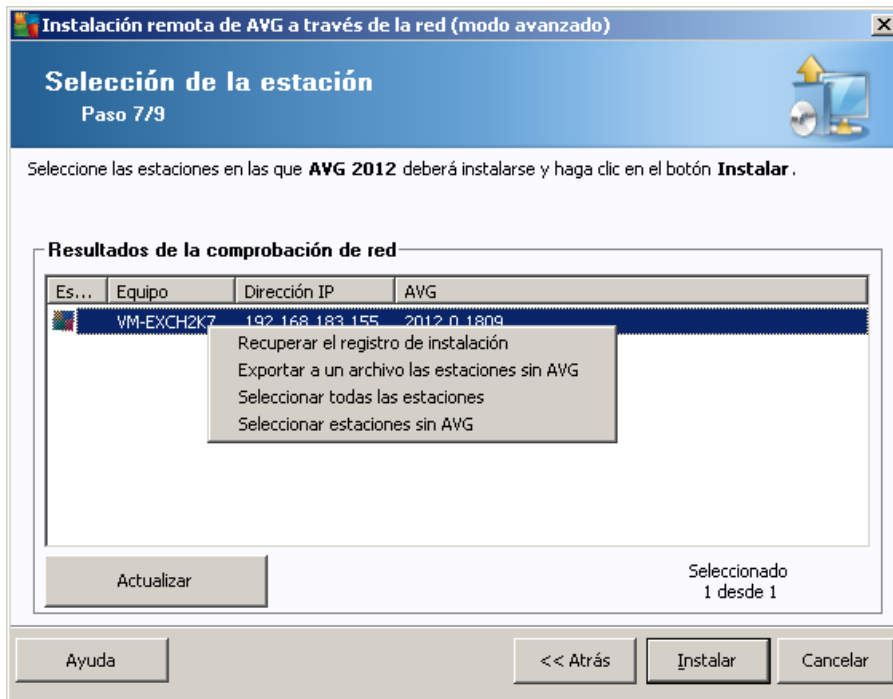 Instalación remota de AVG a través de la red (modo avanzado)
Selección de la estación
Paso 7/9
Seleccione las estaciones en las que AVG 2012 deberá instalarse y haga clic en el botón Instalar.
Resultados de la comprobación de red
Es... Equipo Dirección IP AVG
VM-EXCH2K7 192.168.183.155 2012.0.1809
Recuperar el registro de instalación
Exportar a un archivo las estaciones sin AVG
Seleccionar todas las estaciones
Seleccionar estaciones sin AVG
Actualizar
Seleccionado
1 desde 1
Ayuda << Atrás Instalar Cancelar